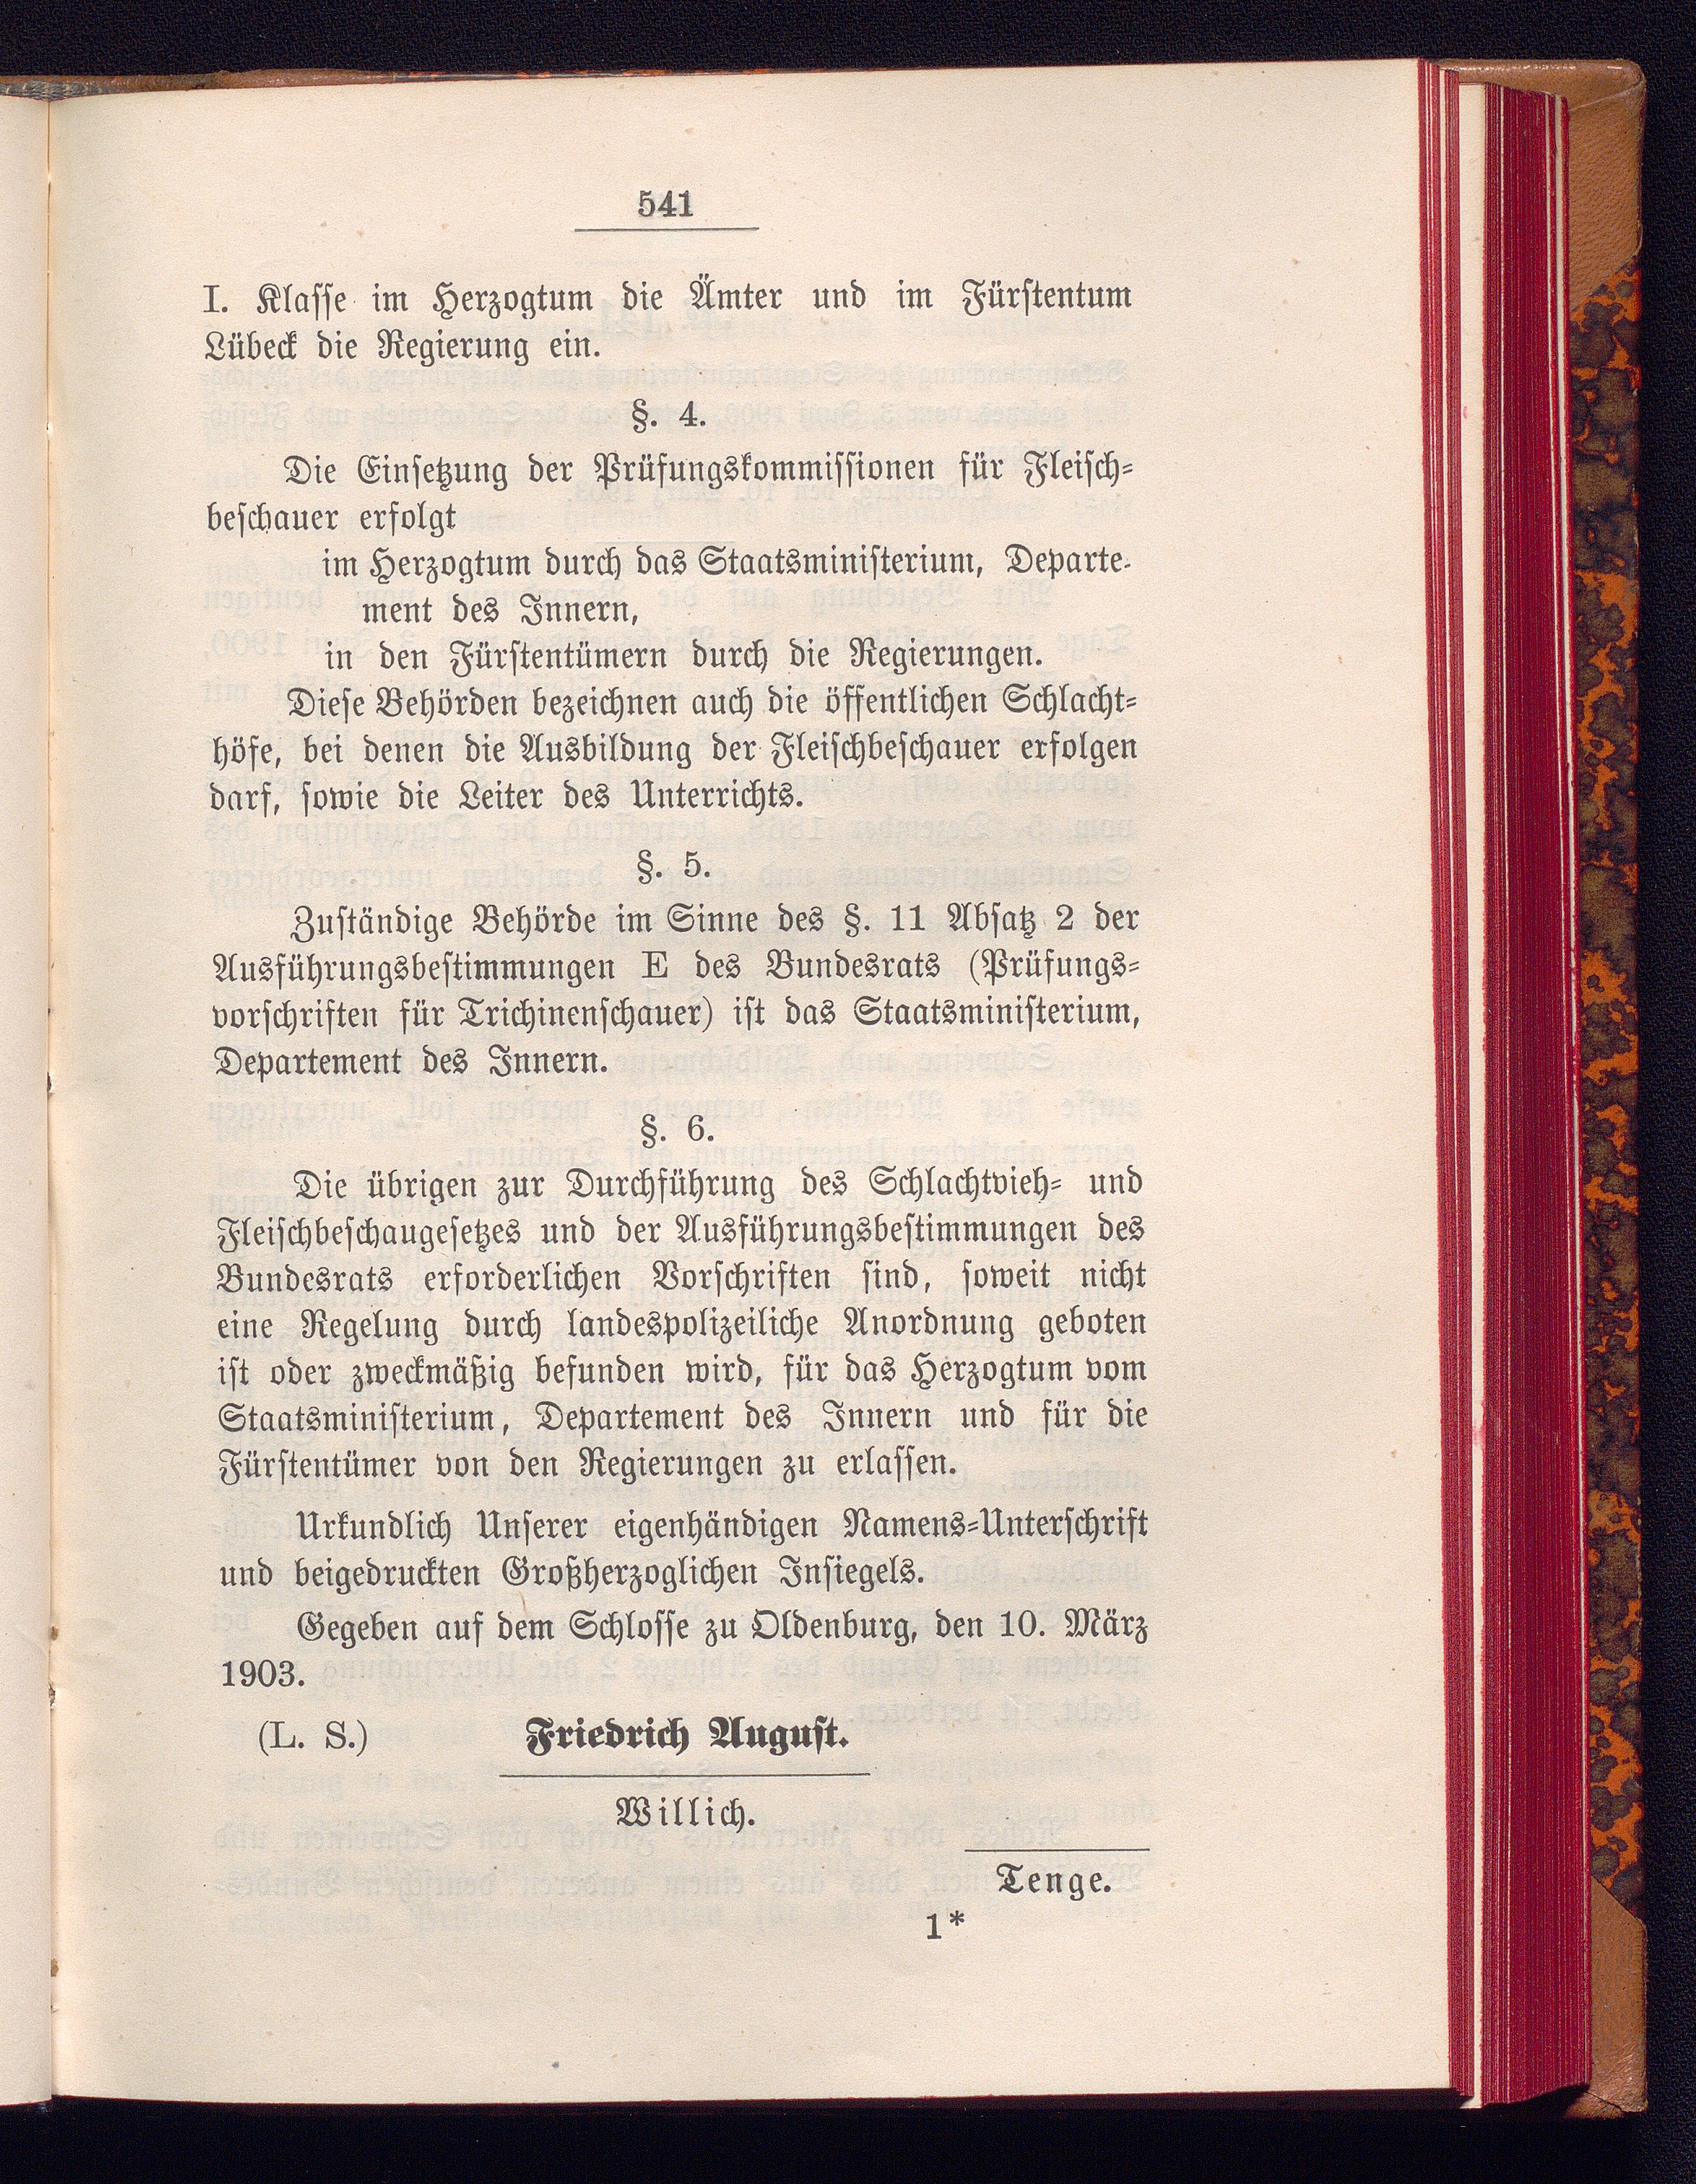 541
I. Klasse im Herzogtum die Ämter und im Fürstentum
Lübeck die Regierung ein.
§. 4.
Die Einsetzung der Prüfungskommissionen für Fleisch-
beschauer erfolgt
im Herzogtum durch das Staatsministerium, Departe-
ment des Innern,
in den Fürstentümern durch die Regierungen.
Diese Behörden bezeichnen auch die öffentlichen Schlacht-
höfe, bei denen die Ausbildung der Fleischbeschauer erfolgen
darf, sowie die Leiter des Unterrichts.
§. 5.
Zuständige Behörde im Sinne des §. 11 Absatz 2 der
Ausführungsbestimmungen E des Bundesrats (Prüfungs-
vorschriften für Trichinenschauer) ist das Staatsministerium,
Departement des Innern.
§. 6.
Die übrigen zur Durchführung des Schlachtvieh- und
Fleischbeschaugesetzes und der Ausführungsbestimmungen des
Bundesrats erforderlichen Vorschriften sind, soweit nicht
eine Regelung durch landespolizeiliche Anordnung geboten
ist oder zweckmäßig befunden wird, für das Herzogtum vom
Staatsministerium, Departement des Innern und für die
Fürstentümer von den Regierungen zu erlassen.
Urkundlich Unserer eigenhändigen Namens-Unterschrift
und beigedruckten Großherzoglichen Insiegels.
Gegeben auf dem Schlosse zu Oldenburg, den 10. März
1903.
(L. S.) Friedrich August.
Willich.
Tenge.
1*